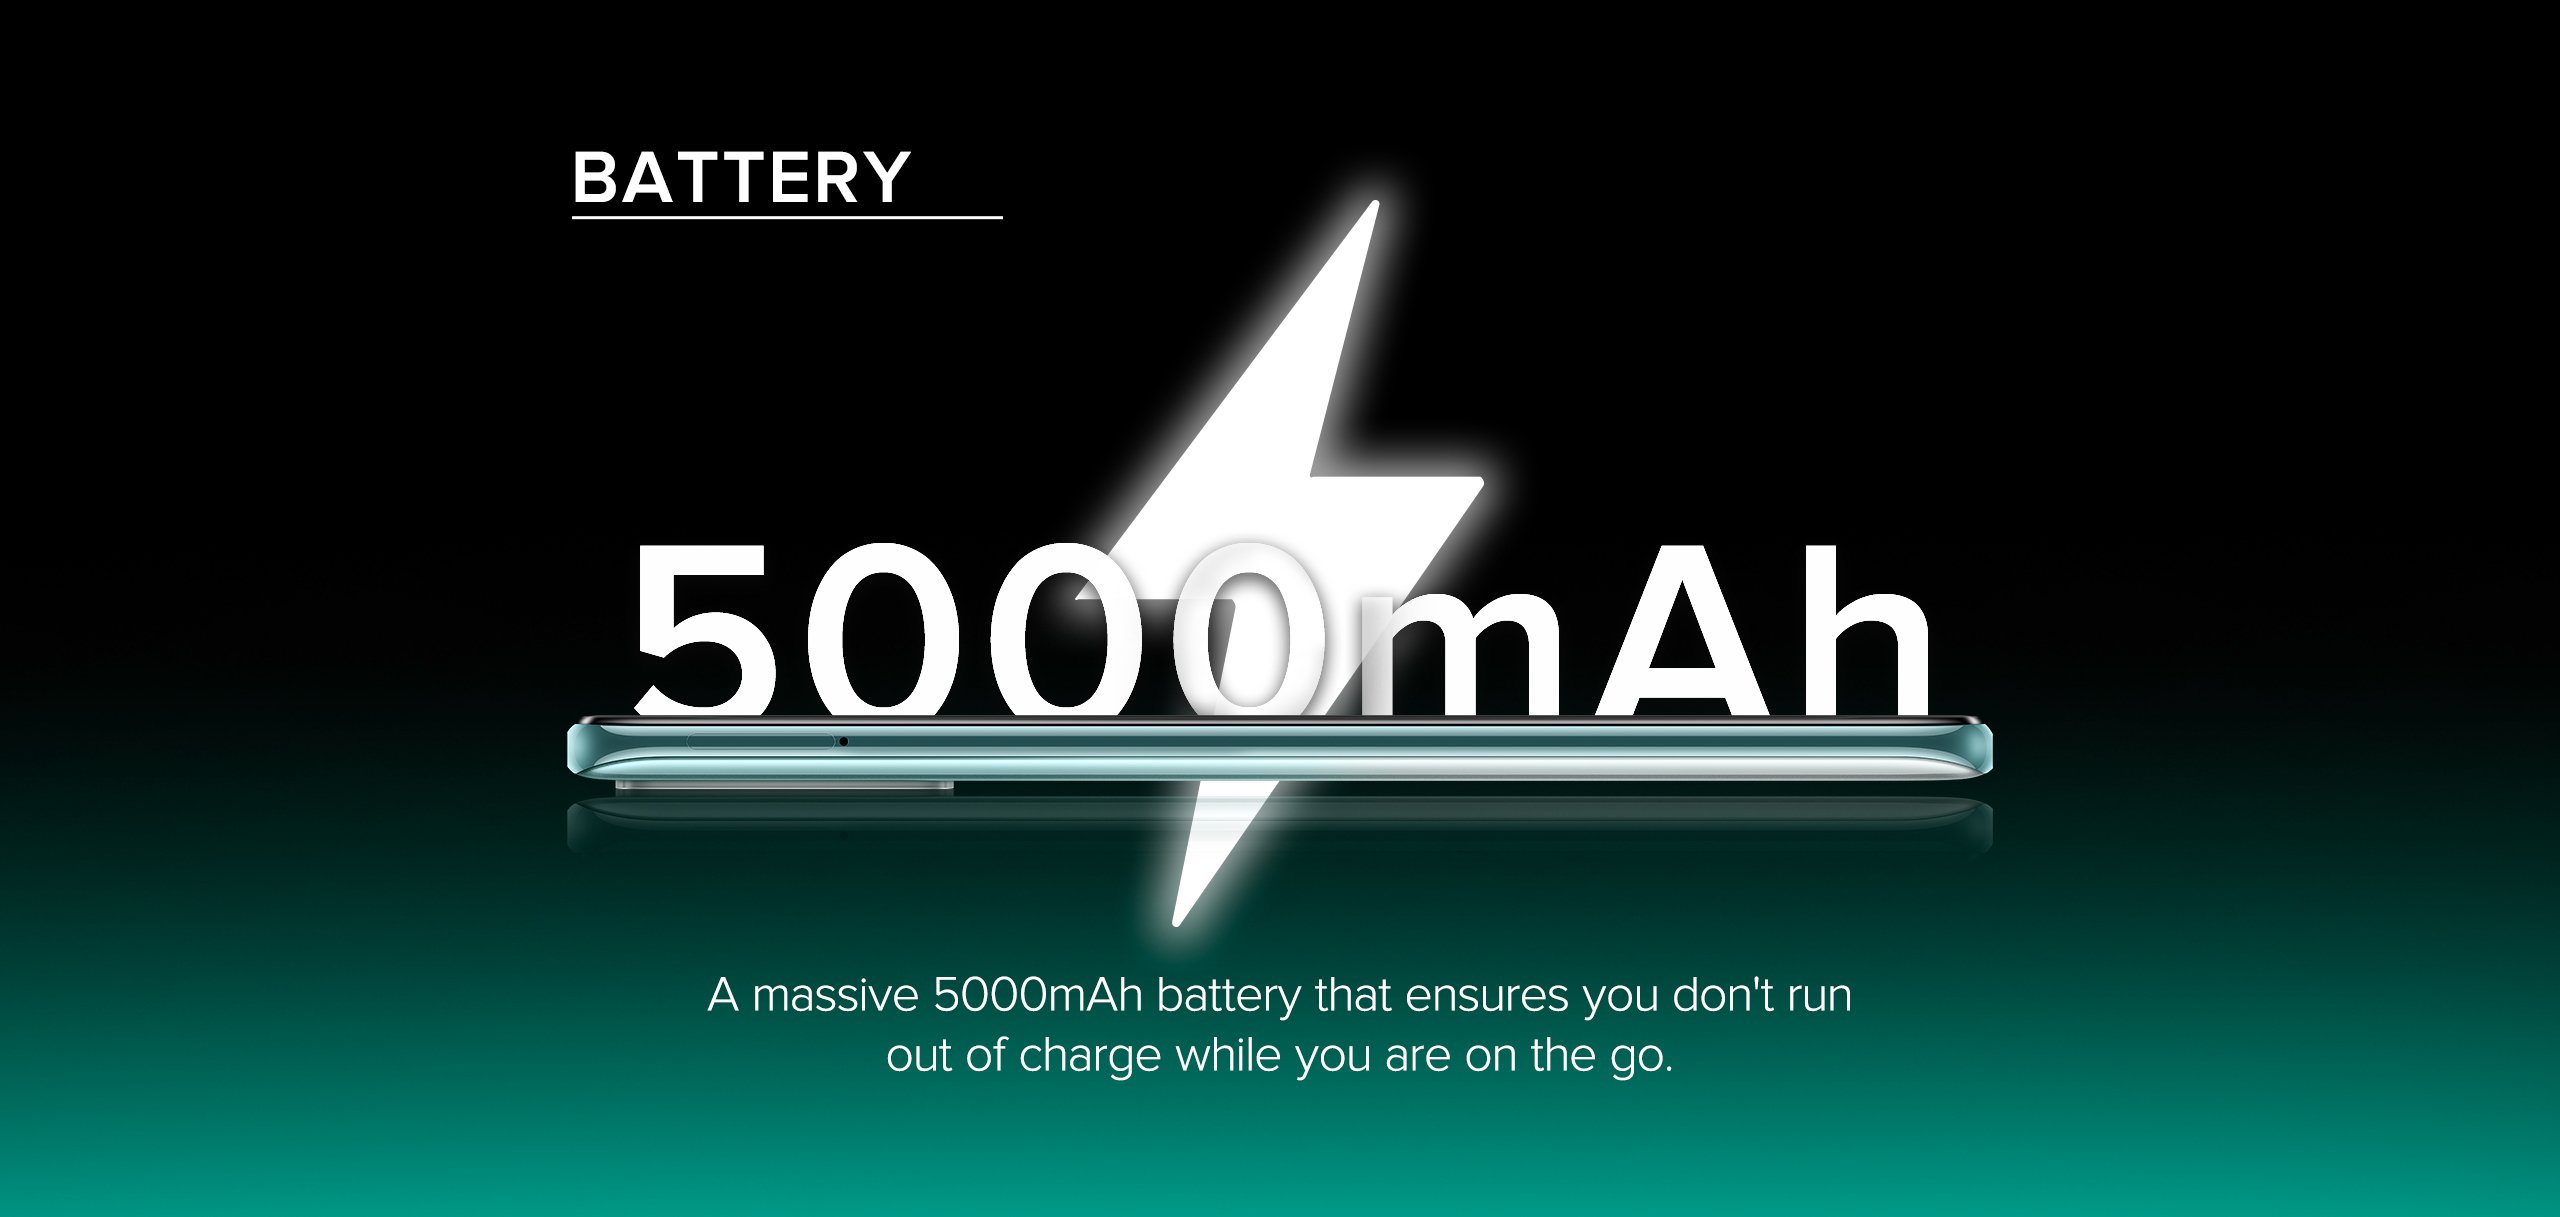 BATTERY
5000mAh
A massive 5000mAh battery that ensures you don't run
out of charge while you are on the go.